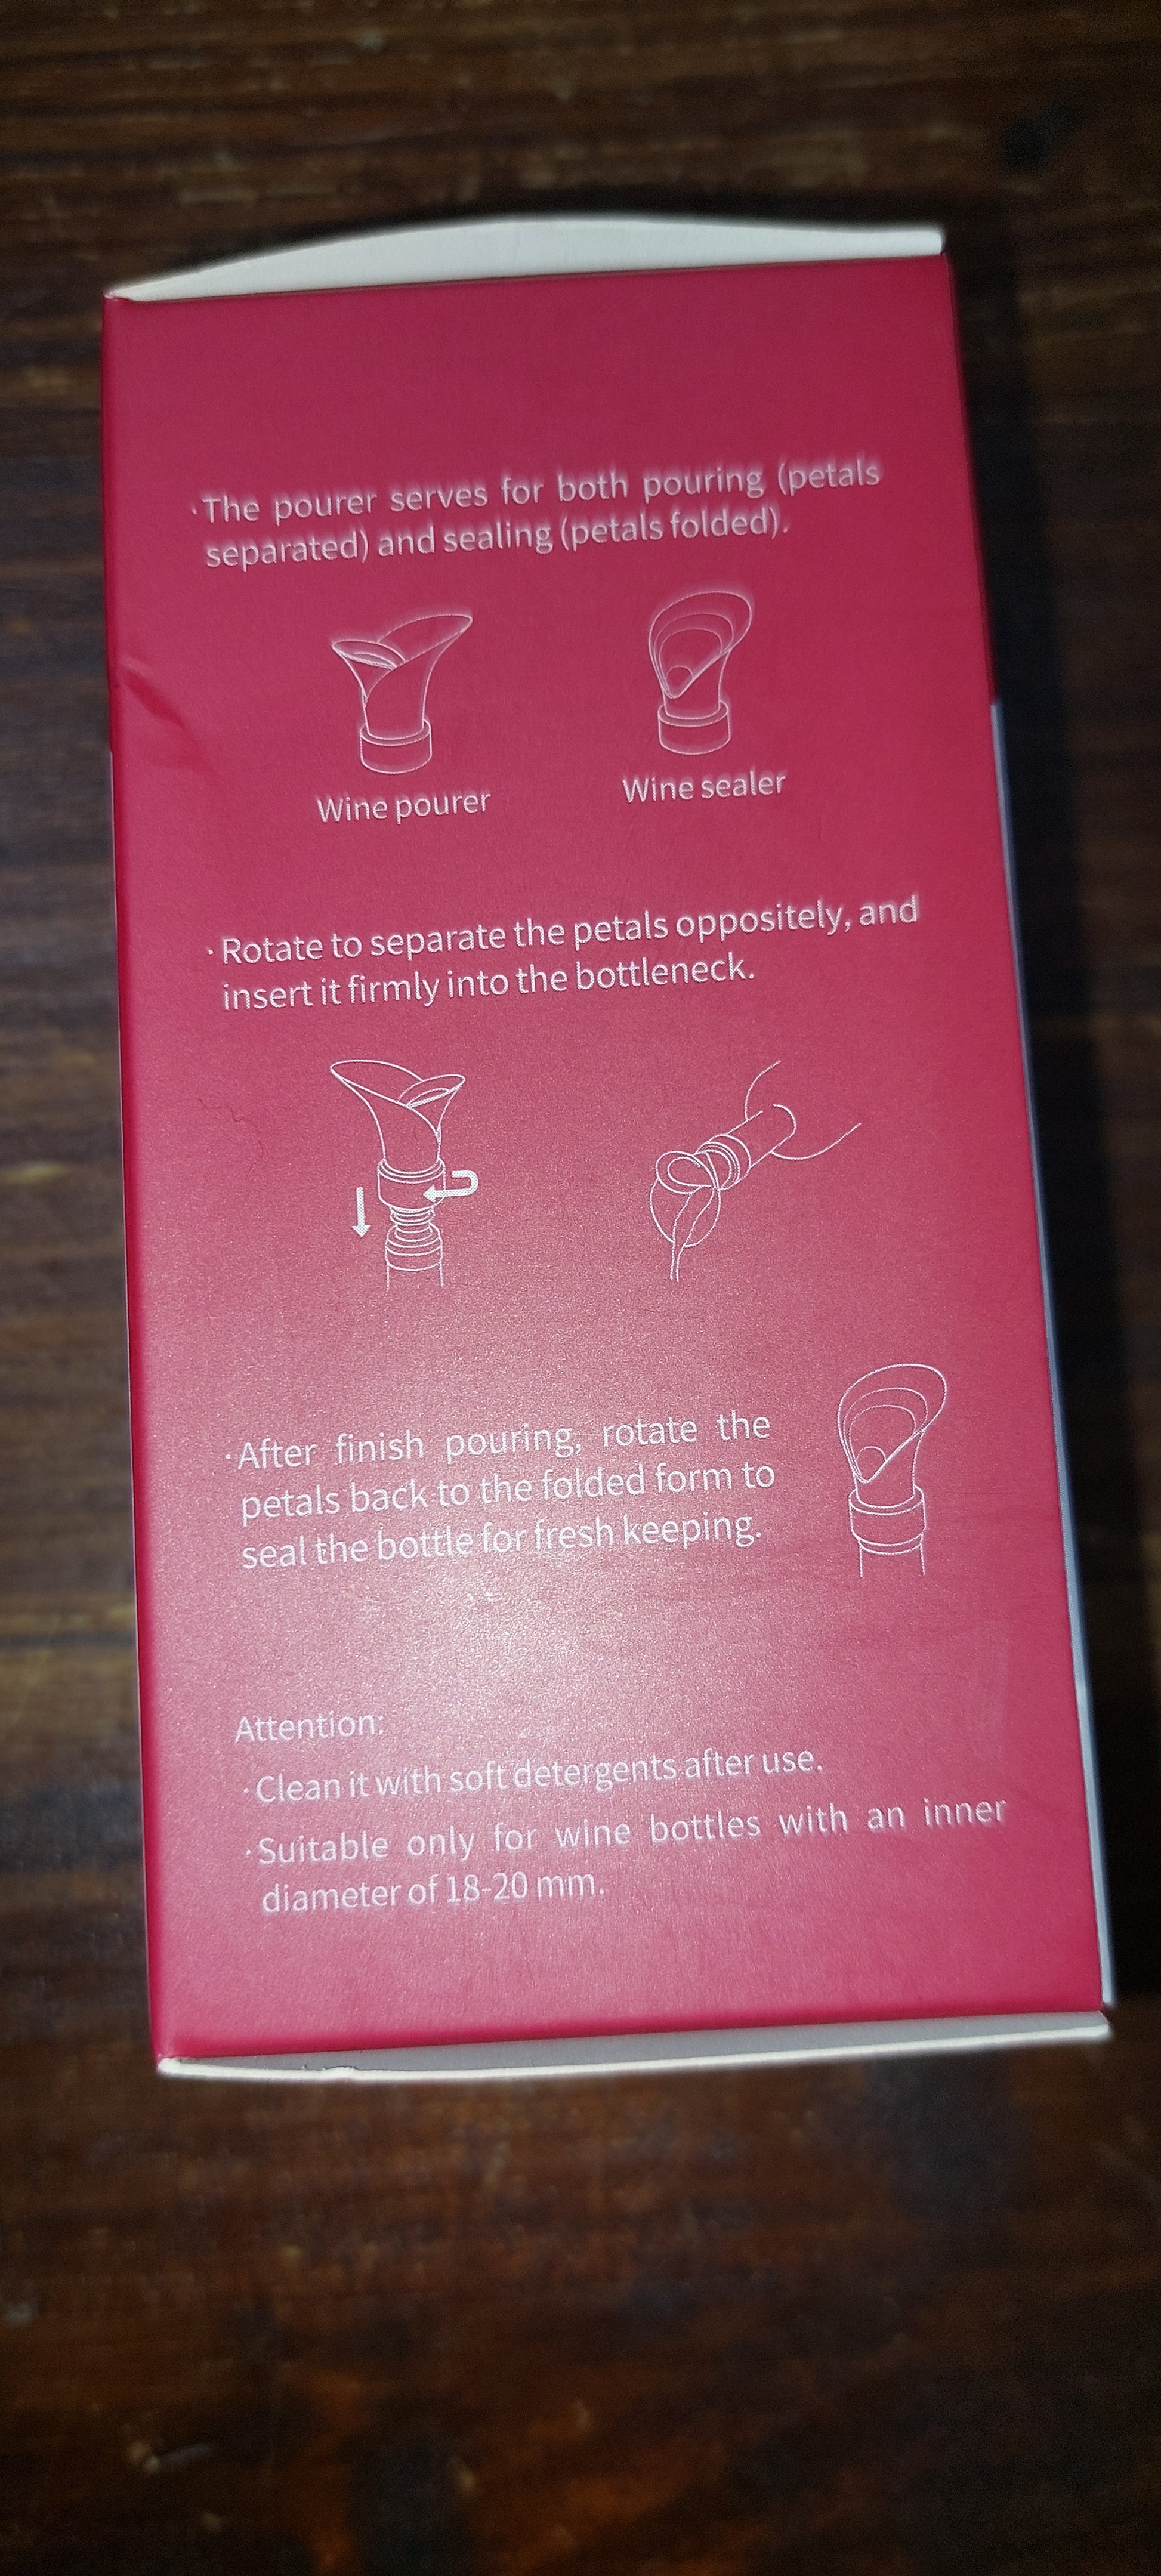 ·The pourer serves for both pouring (petals
separated) and sealing (petals folded).
Wine pourer
Wine sealer
·Rotate to separate the petals oppositely, and
insert it firmly into the bottleneck.
·After finish pouring, rotate the
petals back to the folded form to
seal the bottle for fresh keeping.
Attention:
·Clean it with soft detergents after use.
·Suitable only for wine bottles with an inner
diameter of 18-20 mm.